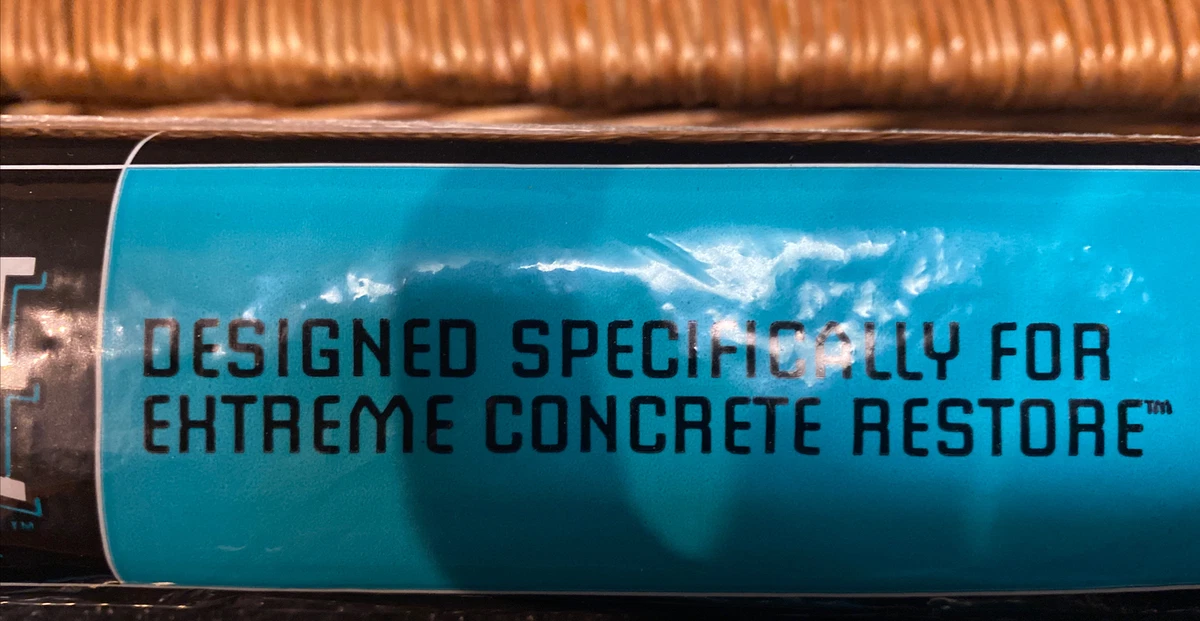 DESIGNED SPECIFICALLY FOR
EXTREME CONCRETE RESTORE™